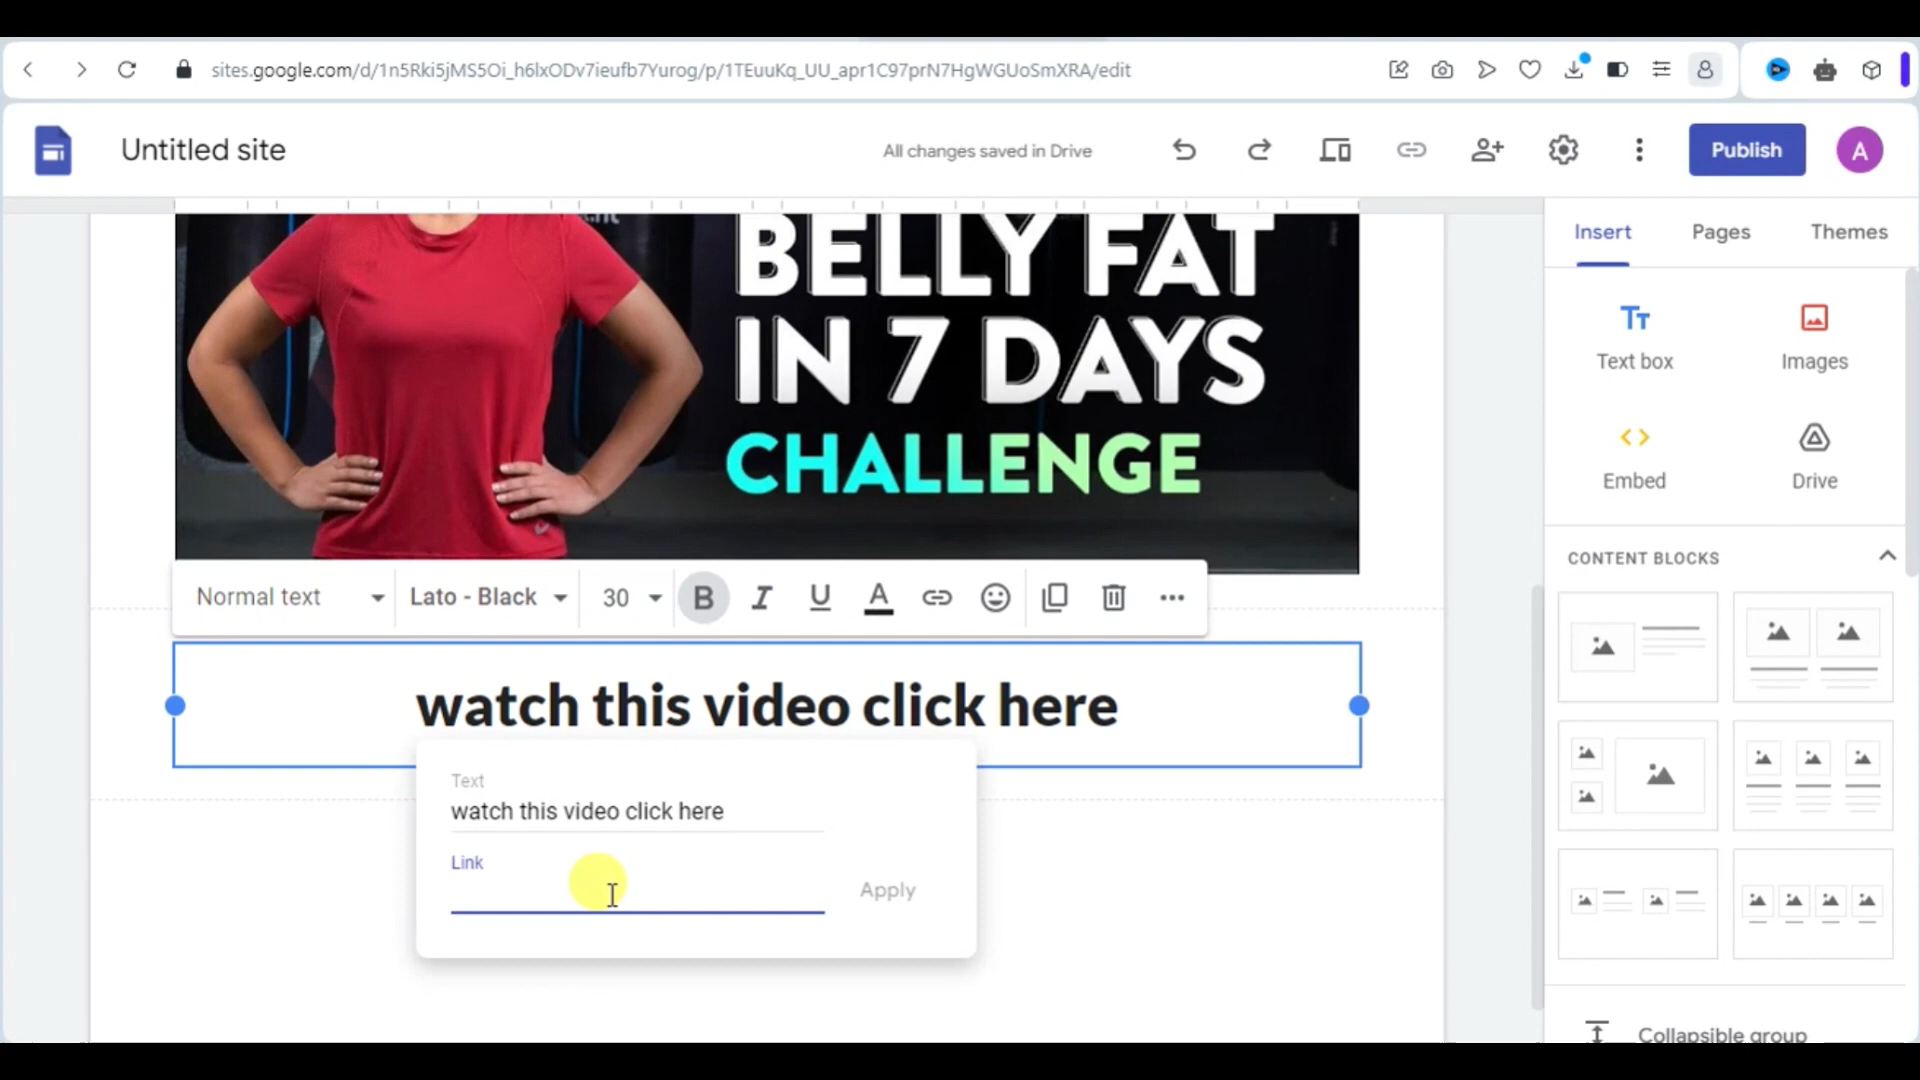 sites.google.com/d/1n5Rki5jMS5Oi_h6lxODv7ieufb7Yurog/p/1TEuuKq_UU_apr1C97prN7HgWGUoSmXRA/edit
Untitled site
All changes saved in Drive
Publish
A
Insert
Pages
Themes
BELLY FAT
IN 7 DAYS
CHALLENGE
Text box
Images
Embed
Drive
CONTENT BLOCKS
Normal text
Lato - Black
30
B
I
U
A
watch this video click here
Text
watch this video click here
Link
Apply
Collapsible group